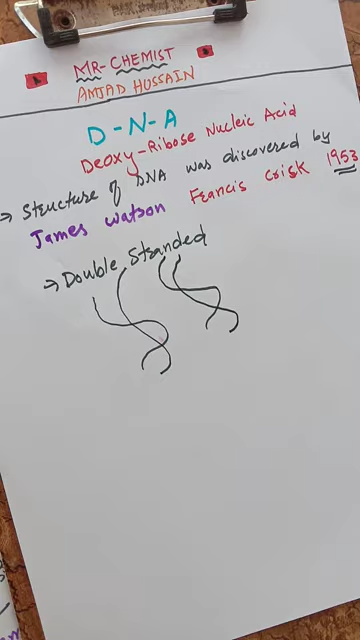 MR-CHEMIST
AMJAD HUSSAIN
D-N-A
Deoxy-Ribose Nucleic Acid
→ Structure of DNA was discovered by
James Watson Francis Crisk 1953
→ Double Stranded